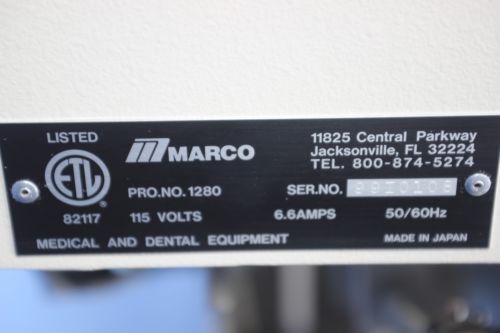 LISTED
ETL
82117
MARCO
11825 Central Parkway
Jacksonville, FL 32224
TEL. 800-874-5274
PRO.NO. 1280
SER.NO. 99I0108
115 VOLTS 6.6AMPS 50/60Hz
MEDICAL AND DENTAL EQUIPMENT MADE IN JAPAN